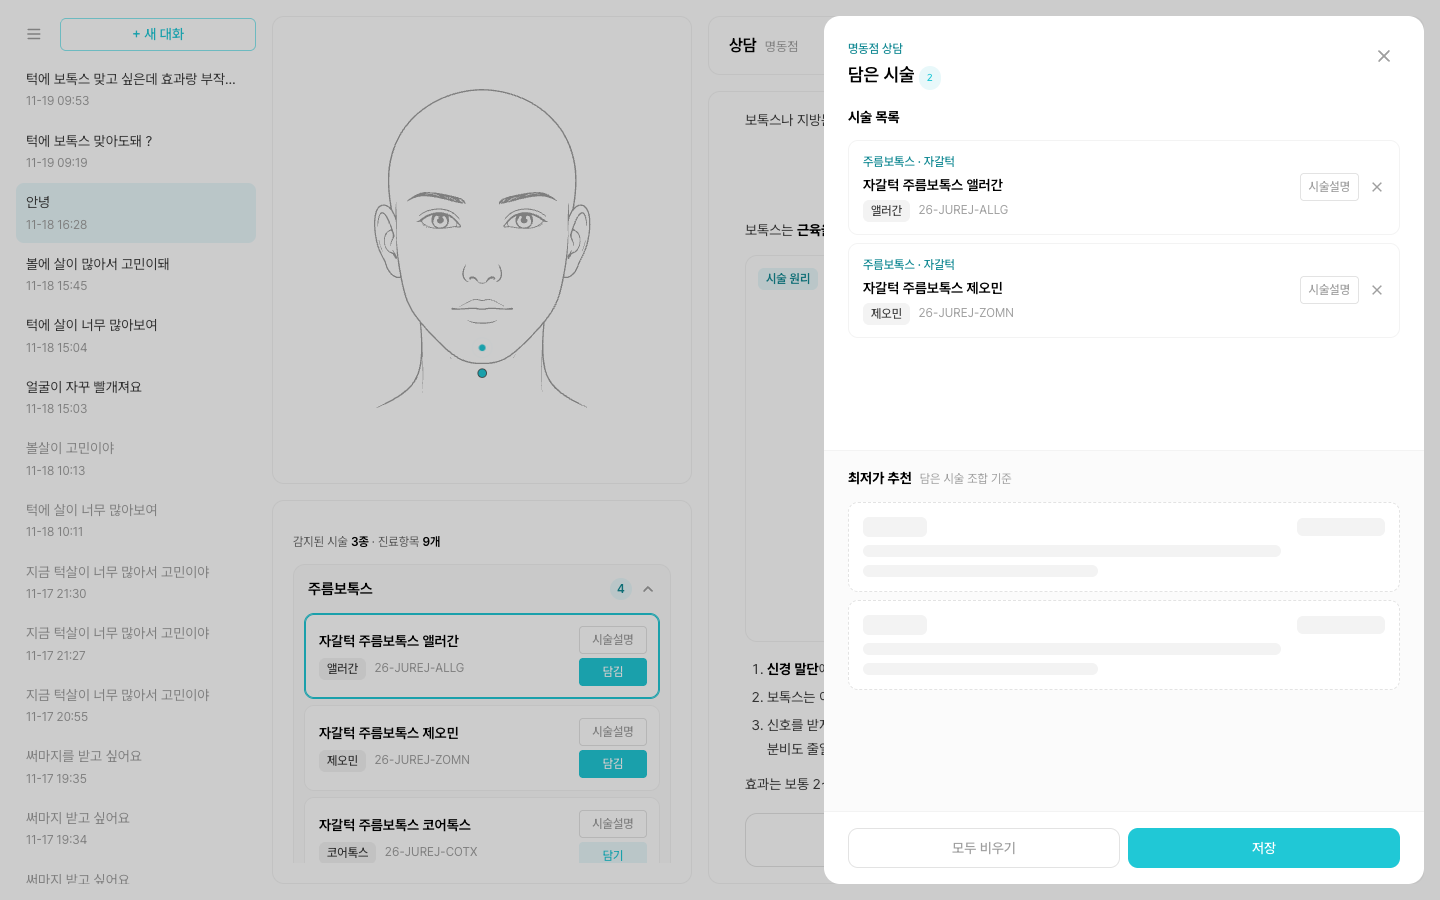 + 새 대화
턱에 보톡스 맞고 싶은데 효과랑 부작...
11-19 09:53
턱에 보톡스 맞아도돼 ?
11-19 09:19
안녕
11-18 16:28
볼에 살이 많아서 고민이돼
11-18 15:45
턱에 살이 너무 많아보여
11-18 15:04
얼굴이 자꾸 빨개져요
11-18 15:03
볼살이 고민이야
11-18 10:13
턱에 살이 너무 많아보여
11-18 10:11
지금 턱살이 너무 많아서 고민이야
11-17 21:30
지금 턱살이 너무 많아서 고민이야
11-17 21:27
지금 턱살이 너무 많아서 고민이야
11-17 20:55
써마지를 받고 싶어요
11-17 19:35
써마지 받고 싶어요
11-17 19:34
써마지 받고 싶어요
감지된 시술 3종 · 진료항목 9개
주름보톡스 4
자갈턱 주름보톡스 앨러간
앨러간 26-JUREJ-ALLG
시술설명
담김
자갈턱 주름보톡스 제오민
제오민 26-JUREJ-ZOMN
시술설명
담김
자갈턱 주름보톡스 코어톡스
코어톡스 26-JUREJ-COTX
시술설명
담기
상담 명동점
보톡스나 지방
보톡스는 근육
시술 원리
1. 신경 말단
2. 보톡스는
3. 신호를 받
분비도 줄
효과는 보통 2
명동점 상담
담은 시술 2
시술 목록
주름보톡스 · 자갈턱
자갈턱 주름보톡스 앨러간
앨러간 26-JUREJ-ALLG
시술설명
주름보톡스 · 자갈턱
자갈턱 주름보톡스 제오민
제오민 26-JUREJ-ZOMN
시술설명
최저가 추천 담은 시술 조합 기준
모두 비우기
저장